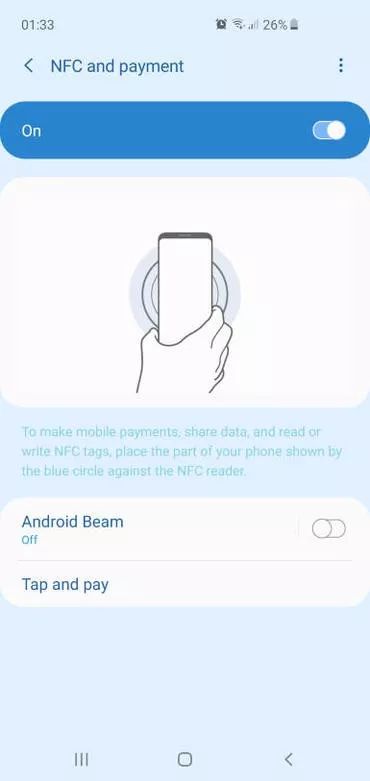 01:33 26%
NFC and payment
On
To make mobile payments, share data, and read or
write NFC tags, place the part of your phone shown by
the blue circle against the NFC reader.
Android Beam
Off
Tap and pay